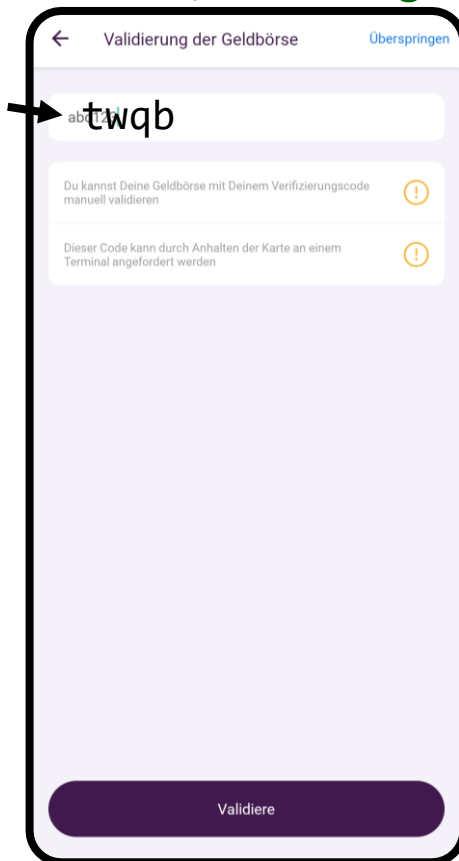 Validierung der Geldbörse Überspringen
abc123 twqb
Du kannst Deine Geldbörse mit Deinem Verifizierungscode
manuell validieren
Dieser Code kann durch Anhalten der Karte an einem
Terminal angefordert werden
Validiere